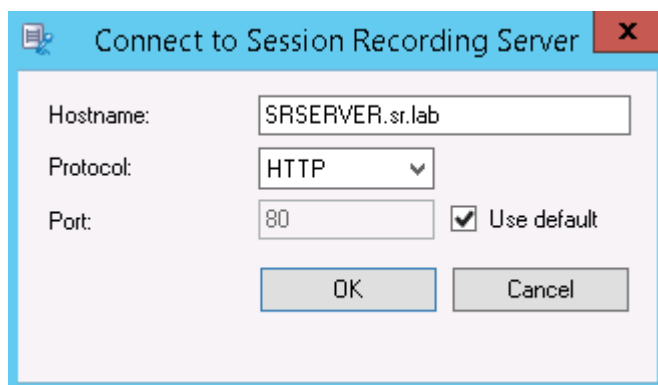 Connect to Session Recording Server x
Hostname: SRSERVER.sr.lab
Protocol: HTTP
Port: 80 Use default
OK Cancel